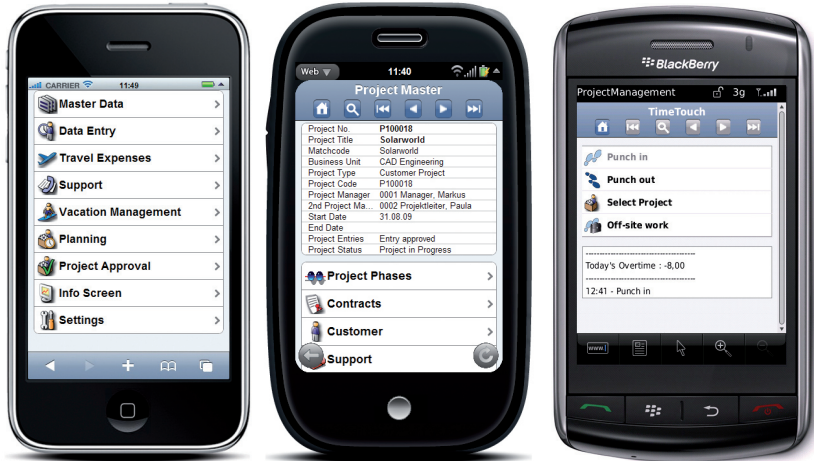 CARRIER 11:49
Master Data
Data Entry
Travel Expenses
Support
Vacation Management
Planning
Project Approval
Info Screen
Settings
Web 11:40
Project Master
Project No. P100018
Project Title Solarworld
Matchcode Solarworld
Business Unit CAD Engineering
Project Type Customer Project
Project Code P100018
Project Manager 0001 Manager, Markus
2nd Project Ma... 0002 Projektleiter, Paula
Start Date 31.08.09
End Date
Project Entries Entry approved
Project Status Project in Progress
Project Phases
Contracts
Customer
Support
BlackBerry
ProjectManagement 3g
TimeTouch
Punch in
Punch out
Select Project
Off-site work
----------------------------------------
Today's Overtime : -8,00
----------------------------------------
12:41 - Punch in
www.